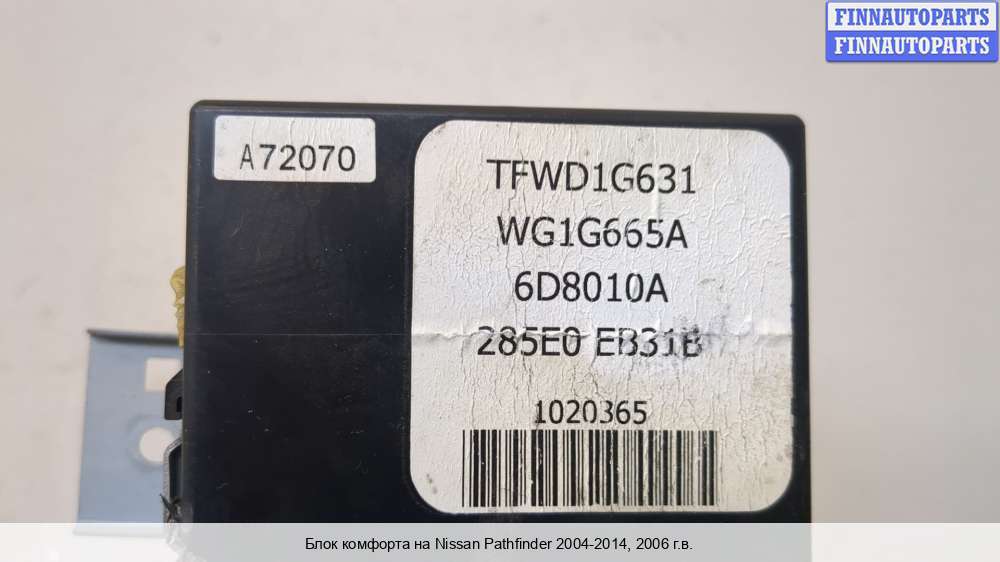 FINNAUTOPARTS
FINNAUTOPARTS
A72070
TFWD1G631
WG1G665A
6D8010A
285E0 EB31B
1020365
Блок комфорта на Nissan Pathfinder 2004-2014, 2006 г.в.